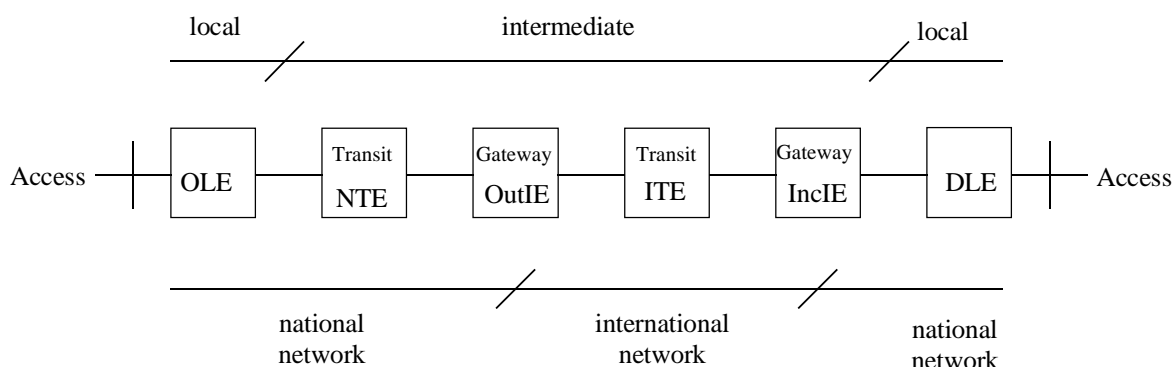 local
intermediate
local
Access
OLE
Transit
NTE
Gateway
OutIE
Transit
ITE
Gateway
IncIE
DLE
Access
national
network
international
network
national
network